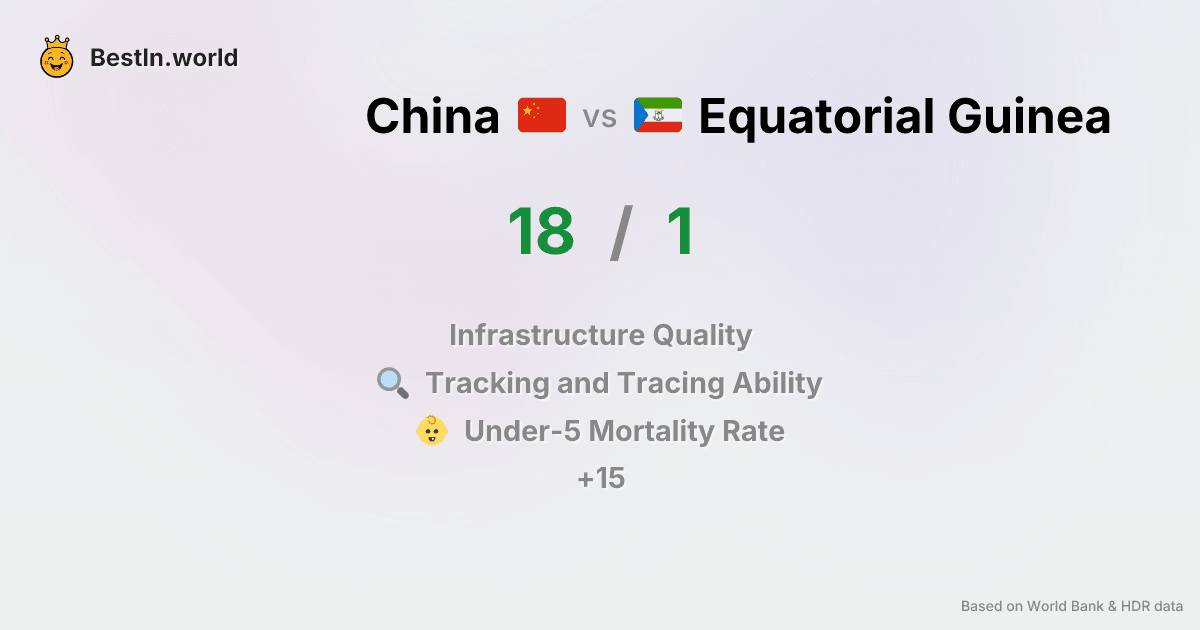 BestIn.world
China vs Equatorial Guinea
18 / 1
Infrastructure Quality
Tracking and Tracing Ability
Under-5 Mortality Rate
+15
Based on World Bank & HDR data